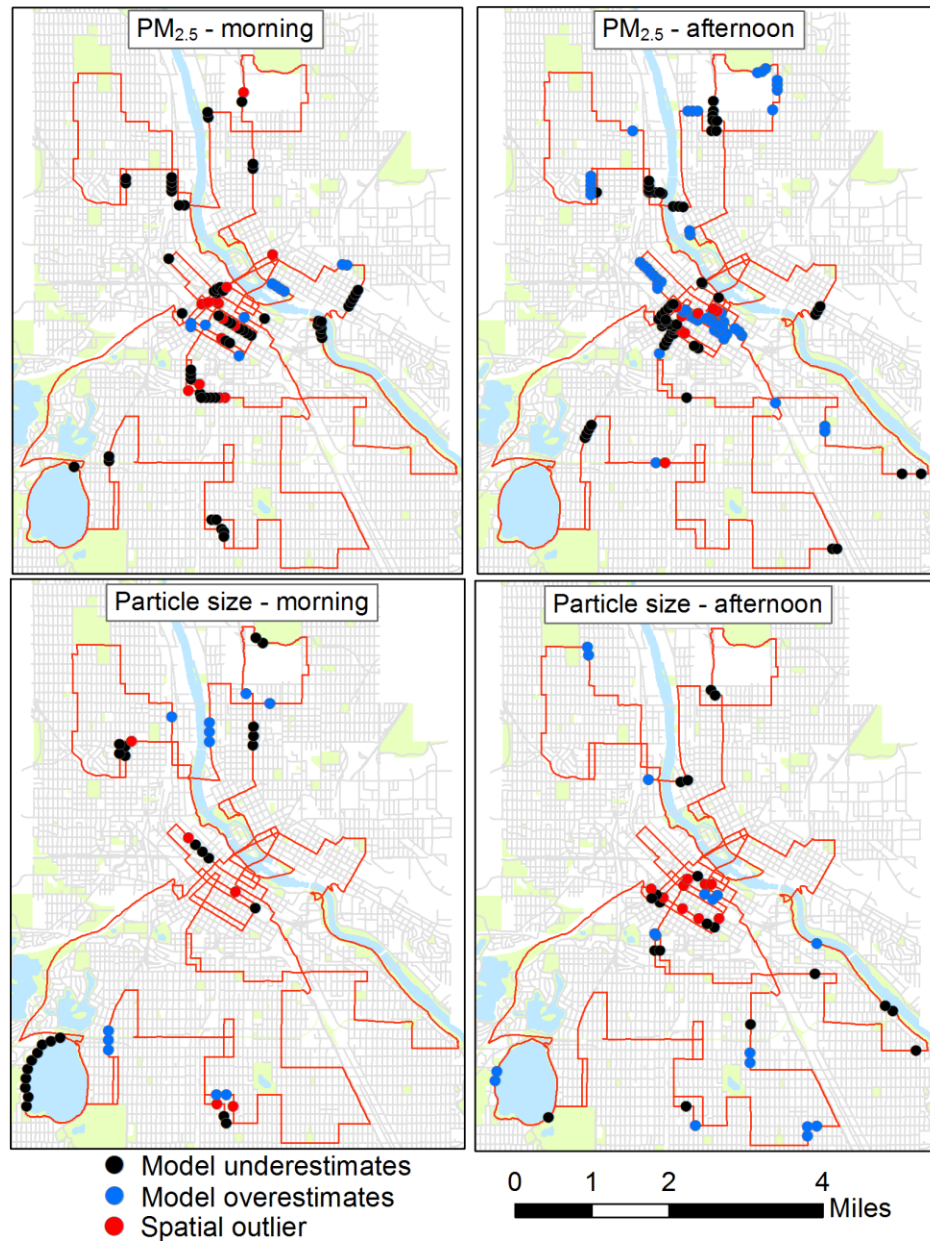 PM2.5 - morning
PM2.5 - afternoon
Particle size - morning
Particle size - afternoon
Model underestimates
Model overestimates
Spatial outlier
0 1 2 4
Miles